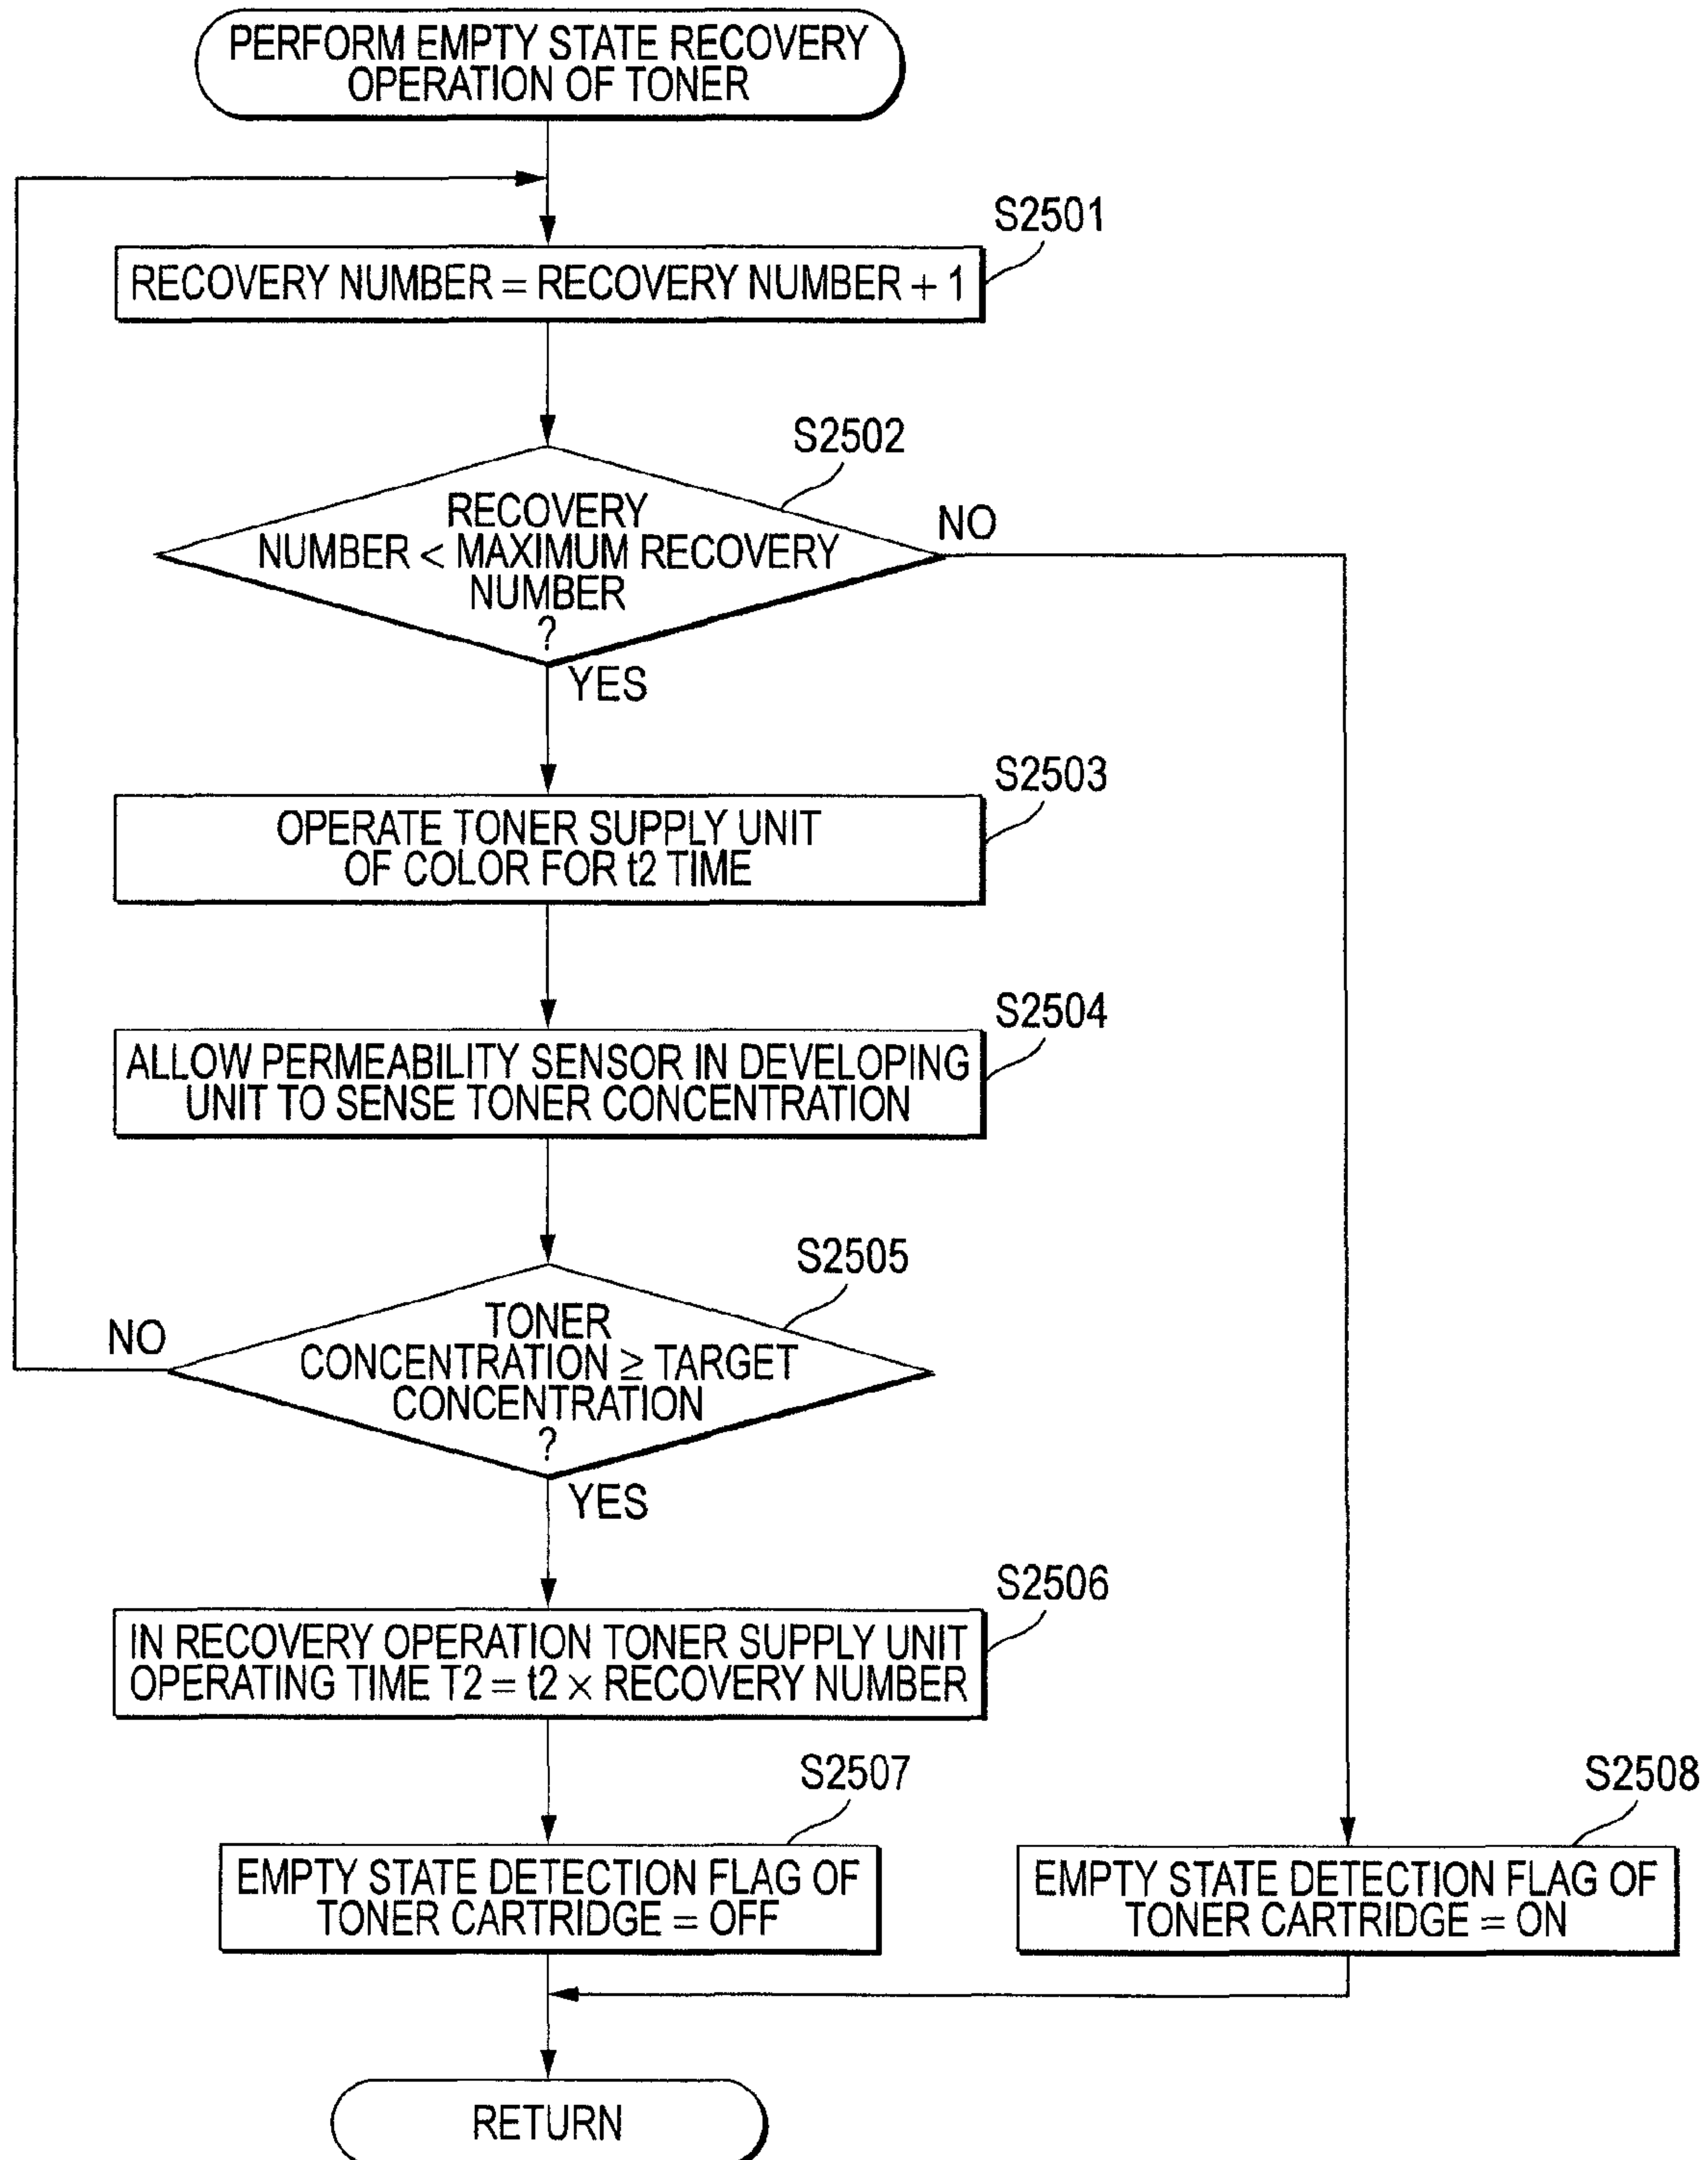 PERFORM EMPTY STATE RECOVERY
OPERATION OF TONER
S2501
RECOVERY NUMBER = RECOVERY NUMBER + 1
S2502
RECOVERY
NUMBER < MAXIMUM RECOVERY
NUMBER
?
NO
YES
S2503
OPERATE TONER SUPPLY UNIT
OF COLOR FOR t2 TIME
S2504
ALLOW PERMEABILITY SENSOR IN DEVELOPING
UNIT TO SENSE TONER CONCENTRATION
S2505
TONER
CONCENTRATION ≥ TARGET
CONCENTRATION
?
NO
YES
S2506
IN RECOVERY OPERATION TONER SUPPLY UNIT
OPERATING TIME T2 = t2 × RECOVERY NUMBER
S2507
EMPTY STATE DETECTION FLAG OF
TONER CARTRIDGE = OFF
S2508
EMPTY STATE DETECTION FLAG OF
TONER CARTRIDGE = ON
RETURN